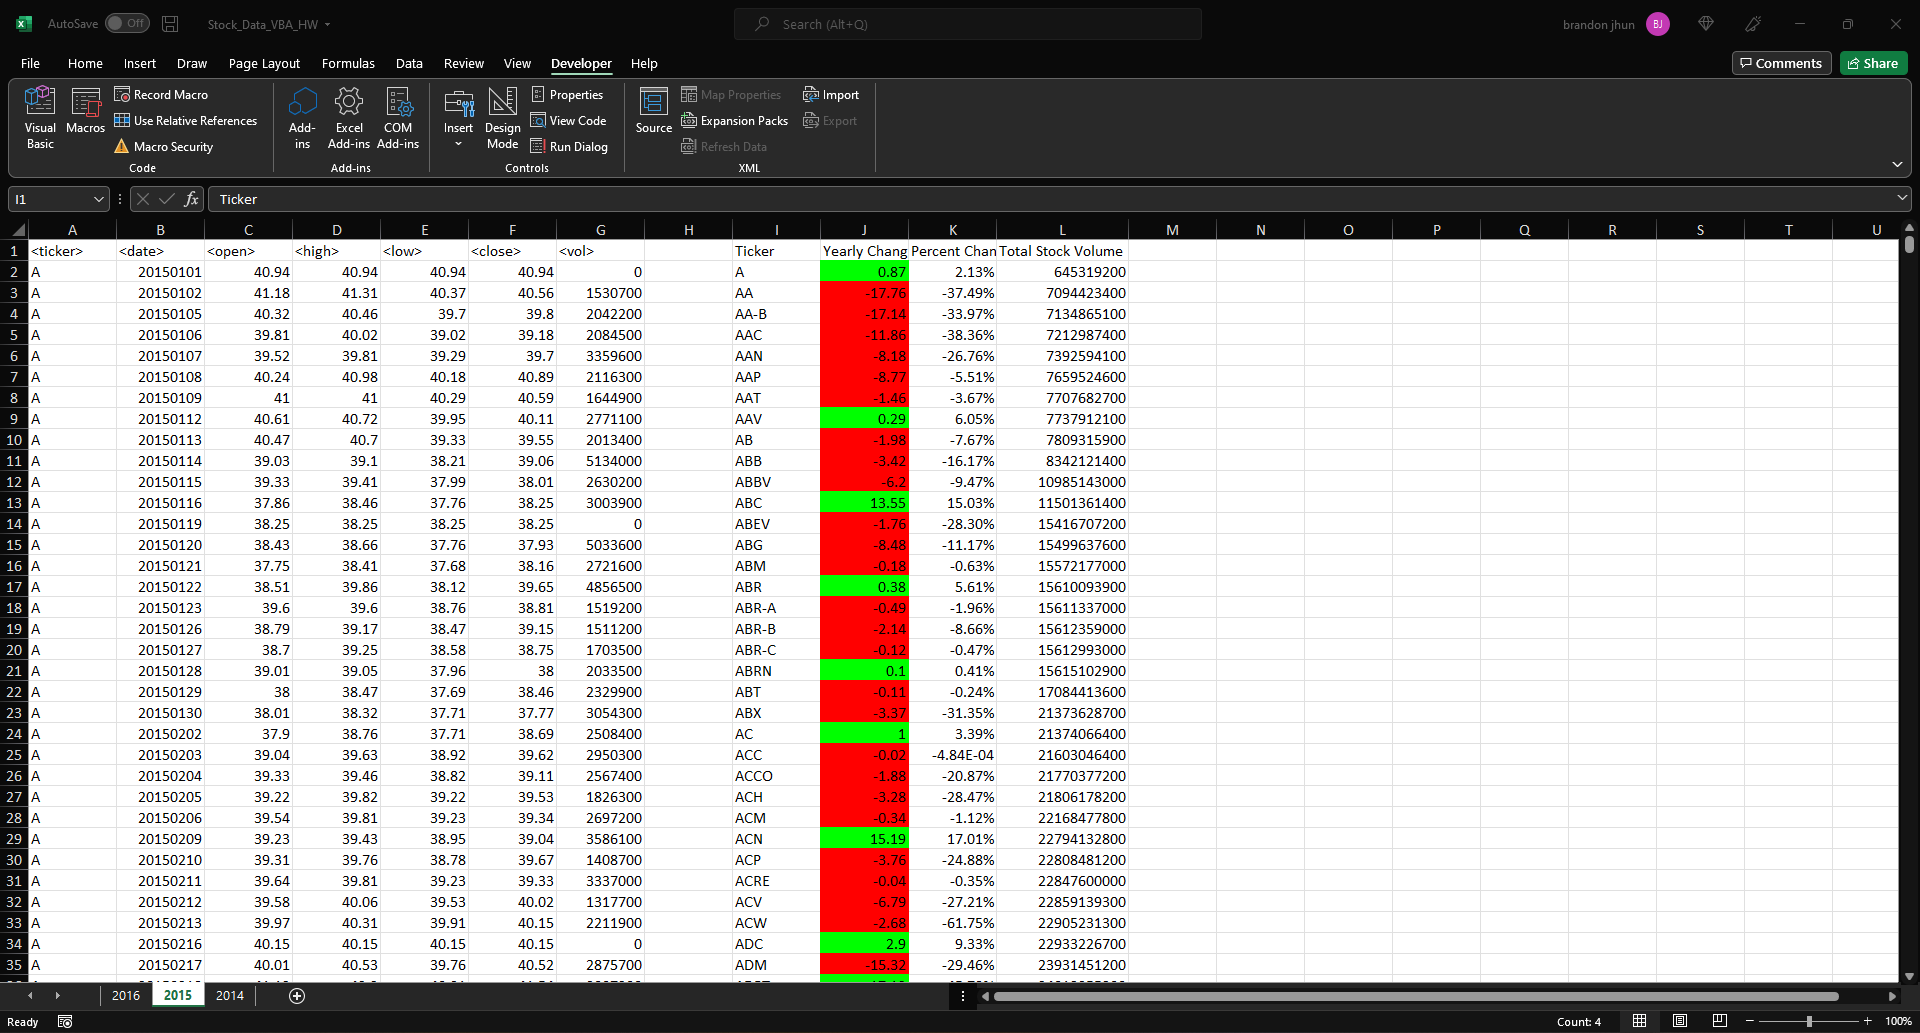 AutoSave Off Stock_Data_VBA_HW Search (Alt+Q) brandon jhun BJ
File Home Insert Draw Page Layout Formulas Data Review View Developer Help Comments Share
Visual Basic Macros Record Macro Use Relative References Macro Security Code
Add-ins Excel Add-ins COM Add-ins Add-ins
Insert Design Mode Properties View Code Run Dialog Controls
Source Map Properties Expansion Packs Refresh Data Import Export XML
I1 fx Ticker
A B C D E F G H I J K L M N O P Q R S T U
1 <ticker> <date> <open> <high> <low> <close> <vol> Ticker Yearly Chang Percent Chan Total Stock Volume
2 A 20150101 40.94 40.94 40.94 40.94 0 A 0.87 2.13% 645319200
3 A 20150102 41.18 41.31 40.37 40.56 1530700 AA -17.76 -37.49% 7094423400
4 A 20150105 40.32 40.46 39.7 39.8 2042200 AA-B -17.14 -33.97% 7134865100
5 A 20150106 39.81 40.02 39.02 39.18 2084500 AAC -11.86 -38.36% 7212987400
6 A 20150107 39.52 39.81 39.29 39.7 3359600 AAN -8.18 -26.76% 7392594100
7 A 20150108 40.24 40.98 40.18 40.89 2116300 AAP -8.77 -5.51% 7659524600
8 A 20150109 41 41 40.29 40.59 1644900 AAT -1.46 -3.67% 7707682700
9 A 20150112 40.61 40.72 39.95 40.11 2771100 AAV 0.29 6.05% 7737912100
10 A 20150113 40.47 40.7 39.33 39.55 2013400 AB -1.98 -7.67% 7809315900
11 A 20150114 39.03 39.1 38.21 39.06 5134000 ABB -3.42 -16.17% 8342121400
12 A 20150115 39.33 39.41 37.99 38.01 2630200 ABBV -6.2 -9.47% 10985143000
13 A 20150116 37.86 38.46 37.76 38.25 3003900 ABC 13.55 15.03% 11501361400
14 A 20150119 38.25 38.25 38.25 38.25 0 ABEV -1.76 -28.30% 15416707200
15 A 20150120 38.43 38.66 37.76 37.93 5033600 ABG -8.48 -11.17% 15499637600
16 A 20150121 37.75 38.41 37.68 38.16 2721600 ABM -0.18 -0.63% 15572177000
17 A 20150122 38.51 39.86 38.12 39.65 4856500 ABR 0.38 5.61% 15610093900
18 A 20150123 39.6 39.6 38.76 38.81 1519200 ABR-A -0.49 -1.96% 15611337000
19 A 20150126 38.79 39.17 38.47 39.15 1511200 ABR-B -2.14 -8.66% 15612359000
20 A 20150127 38.7 39.25 38.58 38.75 1703500 ABR-C -0.12 -0.47% 15612993000
21 A 20150128 39.01 39.05 37.96 38 2033500 ABRN 0.1 0.41% 15615102900
22 A 20150129 38 38.47 37.69 38.46 2329900 ABT -0.11 -0.24% 17084413600
23 A 20150130 38.01 38.32 37.71 37.77 3054300 ABX -3.37 -31.35% 21373628700
24 A 20150202 37.9 38.76 37.71 38.69 2508400 AC 1 3.39% 21374066400
25 A 20150203 39.04 39.63 38.92 39.62 2950300 ACC -0.02 -4.84E-04 21603046400
26 A 20150204 39.33 39.46 38.82 39.11 2567400 ACCO -1.88 -20.87% 21770377200
27 A 20150205 39.22 39.82 39.22 39.53 1826300 ACH -3.28 -28.47% 21806178200
28 A 20150206 39.54 39.81 39.23 39.34 2697200 ACM -0.34 -1.12% 22168477800
29 A 20150209 39.23 39.43 38.95 39.04 3586100 ACN 15.19 17.01% 22794132800
30 A 20150210 39.31 39.76 38.78 39.67 1408700 ACP -3.76 -24.88% 22808481200
31 A 20150211 39.64 39.81 39.23 39.33 3337000 ACRE -0.04 -0.35% 22847600000
32 A 20150212 39.58 40.06 39.53 40.02 1317700 ACV -6.79 -27.21% 22859139300
33 A 20150213 39.97 40.31 39.91 40.15 2211900 ACW -2.68 -61.75% 22905231300
34 A 20150216 40.15 40.15 40.15 40.15 0 ADC 2.9 9.33% 22933226700
35 A 20150217 40.01 40.53 39.76 40.52 2875700 ADM -15.32 -29.46% 23931451200
2016 2015 2014
Ready Count: 4 100%